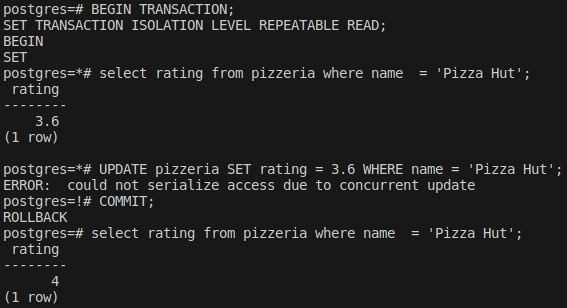 postgres=# BEGIN TRANSACTION;
SET TRANSACTION ISOLATION LEVEL REPEATABLE READ;
BEGIN
SET
postgres=*# select rating from pizzeria where name  = 'Pizza Hut';
 rating
--------
    3.6
(1 row)

postgres=*# UPDATE pizzeria SET rating = 3.6 WHERE name = 'Pizza Hut';
ERROR:  could not serialize access due to concurrent update
postgres=!# COMMIT;
ROLLBACK
postgres=# select rating from pizzeria where name  = 'Pizza Hut';
 rating
--------
      4
(1 row)